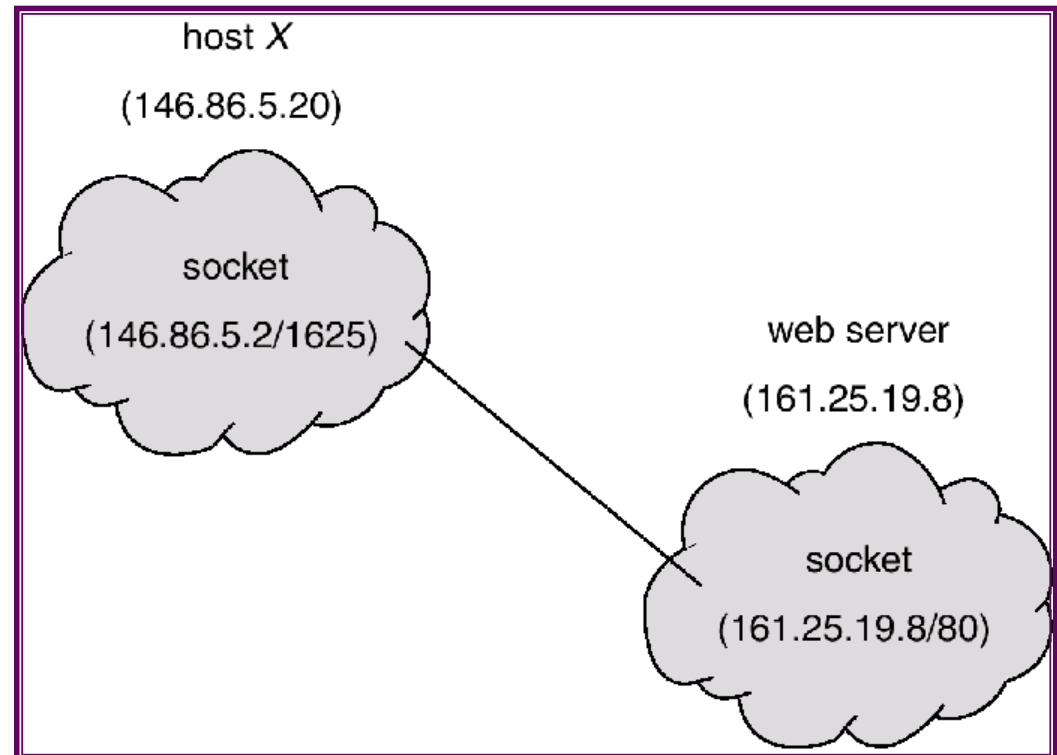 host X
(146.86.5.20)
socket
(146.86.5.2/1625)
web server
(161.25.19.8)
socket
(161.25.19.8/80)